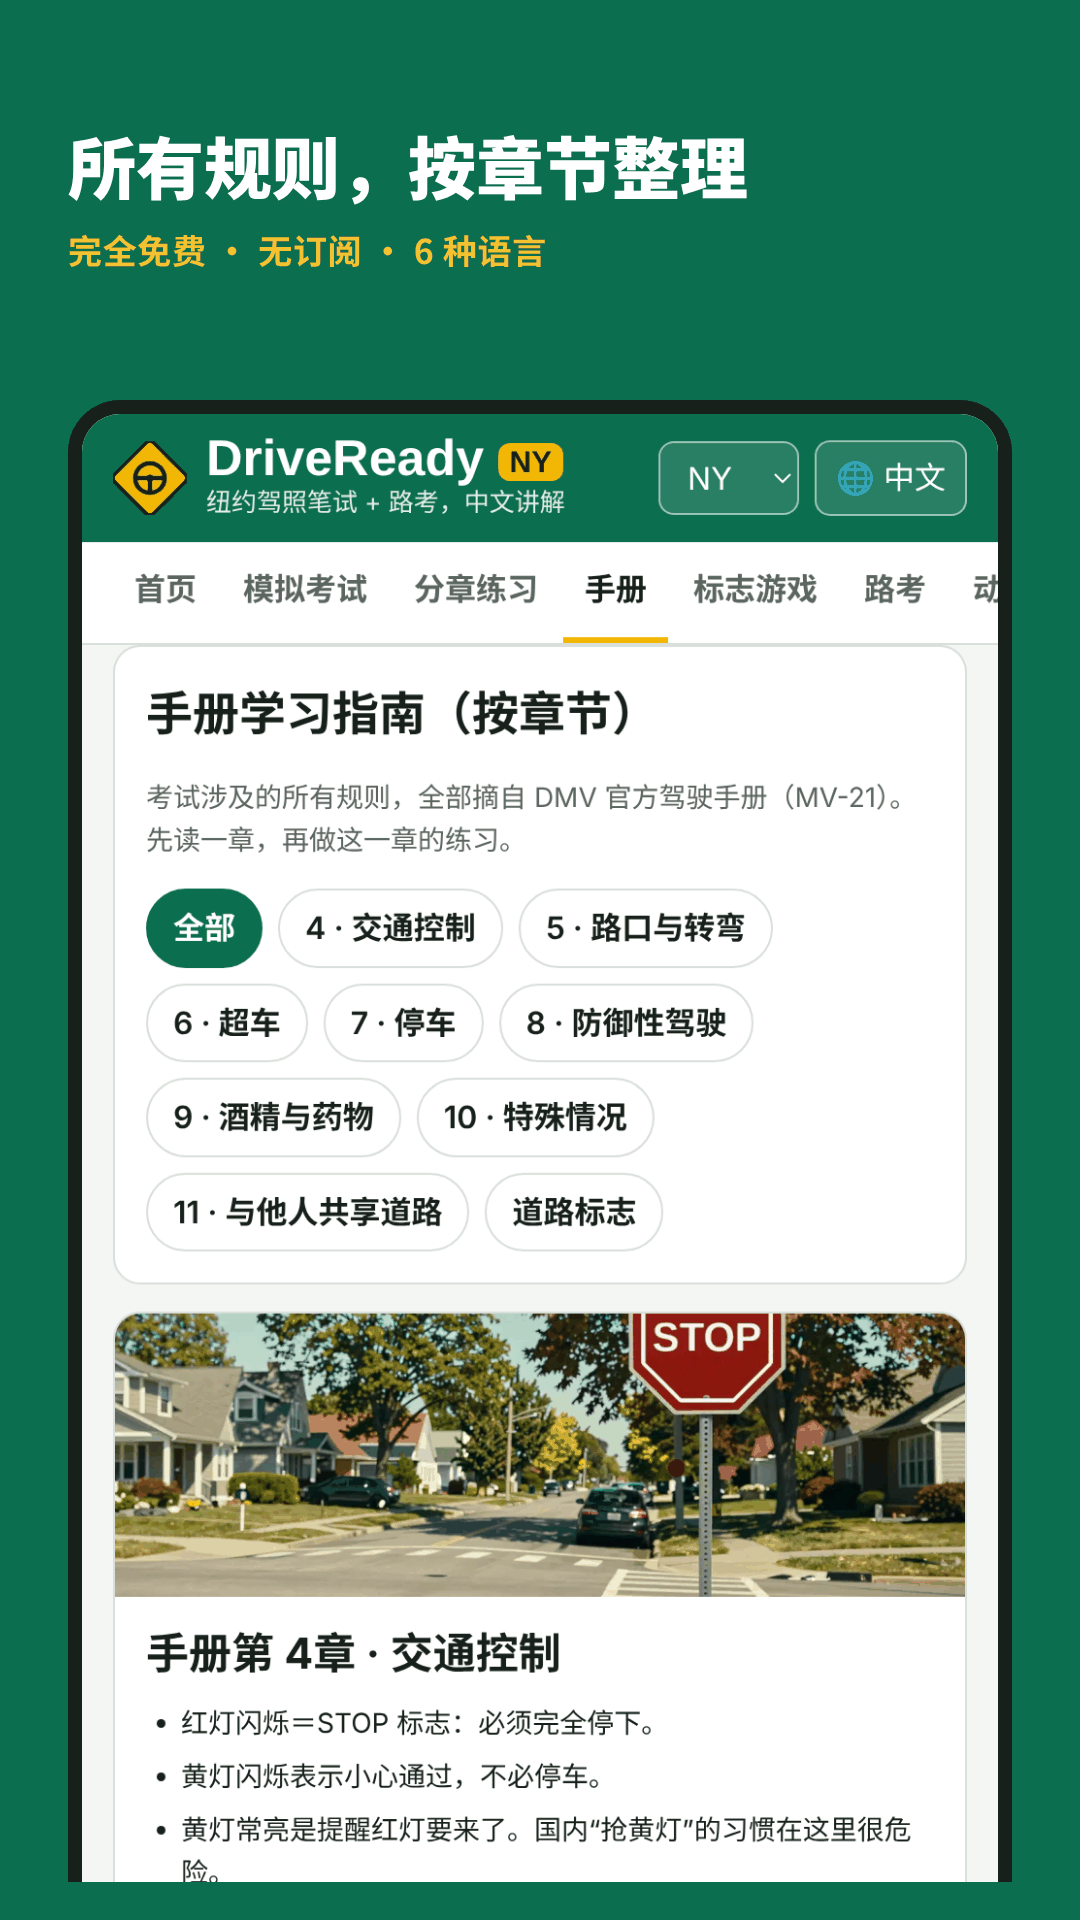 所有规则，按章节整理
完全免费 · 无订阅 · 6 种语言
DriveReady NY
纽约驾照笔试 + 路考，中文讲解
NY
🌐 中文
首页 模拟考试 分章练习 手册 标志游戏 路考 动
手册学习指南（按章节）
考试涉及的所有规则，全部摘自 DMV 官方驾驶手册（MV-21）。
先读一章，再做这一章的练习。
全部 4 · 交通控制 5 · 路口与转弯
6 · 超车 7 · 停车 8 · 防御性驾驶
9 · 酒精与药物 10 · 特殊情况
11 · 与他人共享道路 道路标志
STOP
手册第 4章 · 交通控制
• 红灯闪烁＝STOP 标志：必须完全停下。
• 黄灯闪烁表示小心通过，不必停车。
• 黄灯常亮是提醒红灯要来了。国内“抢黄灯”的习惯在这里很危
险。